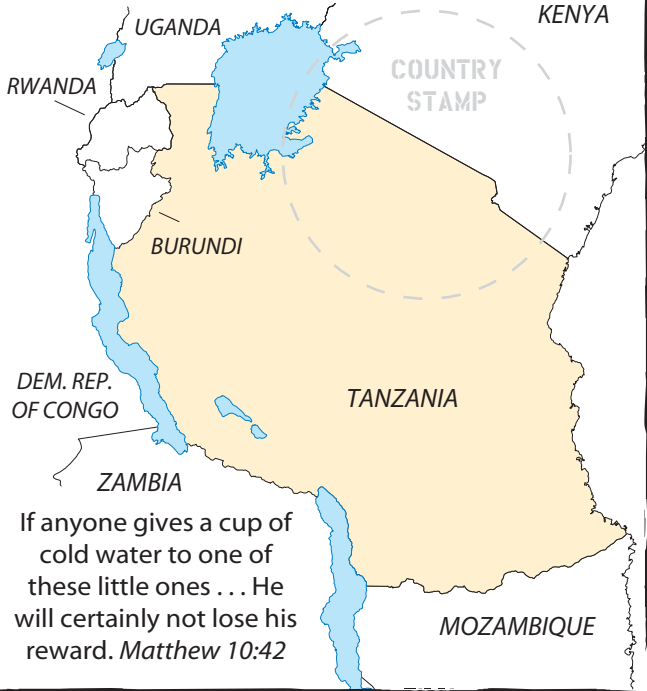 UGANDA
KENYA
COUNTRY
STAMP
RWANDA
BURUNDI
DEM. REP.
OF CONGO
TANZANIA
ZAMBIA
If anyone gives a cup of
cold water to one of
these little ones . . . He
will certainly not lose his
reward. Matthew 10:42
MOZAMBIQUE